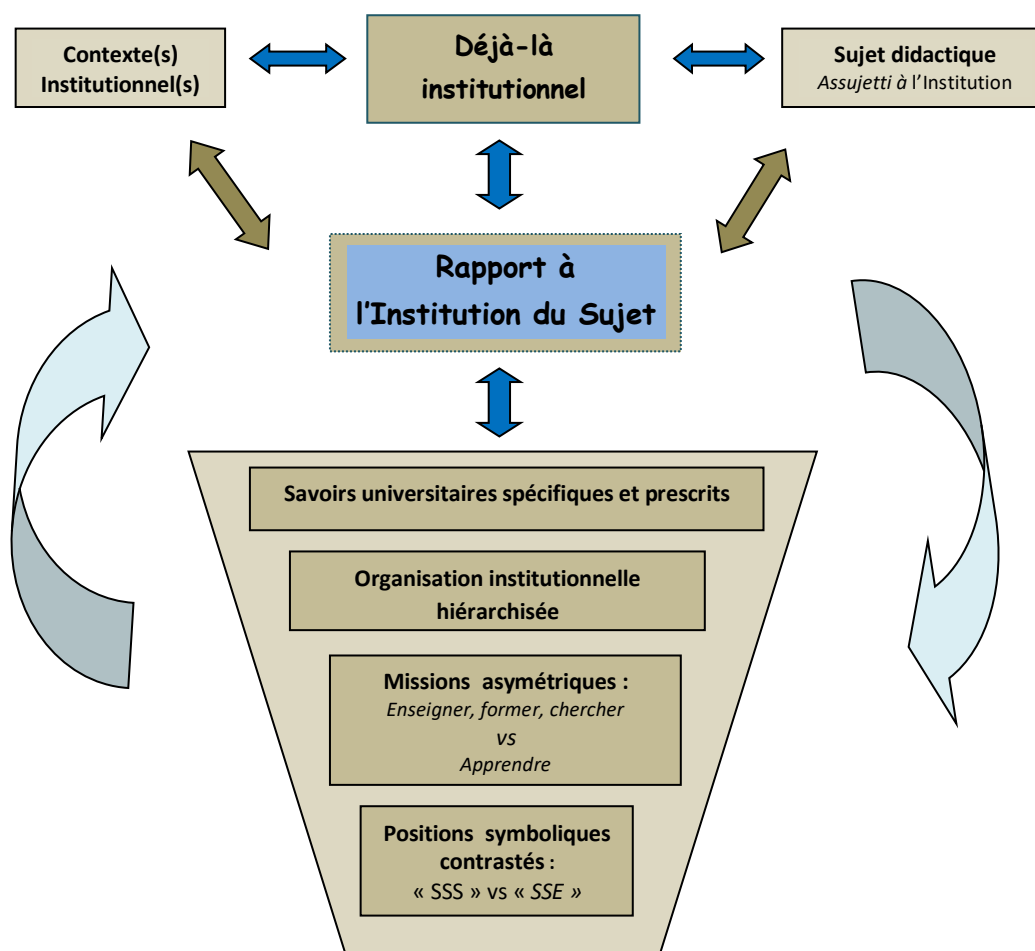 Contexte(s)
Institutionnel(s)
Déjà-là
institutionnel
Sujet didactique
Assujetti à l'Institution
Rapport à
l'Institution du Sujet
Savoirs universitaires spécifiques et prescrits
Organisation institutionnelle
hiérarchisée
Missions asymétriques :
Enseigner, former, chercher
vs
Apprendre
Positions symboliques
contrastés :
« SSS » vs « SSE »